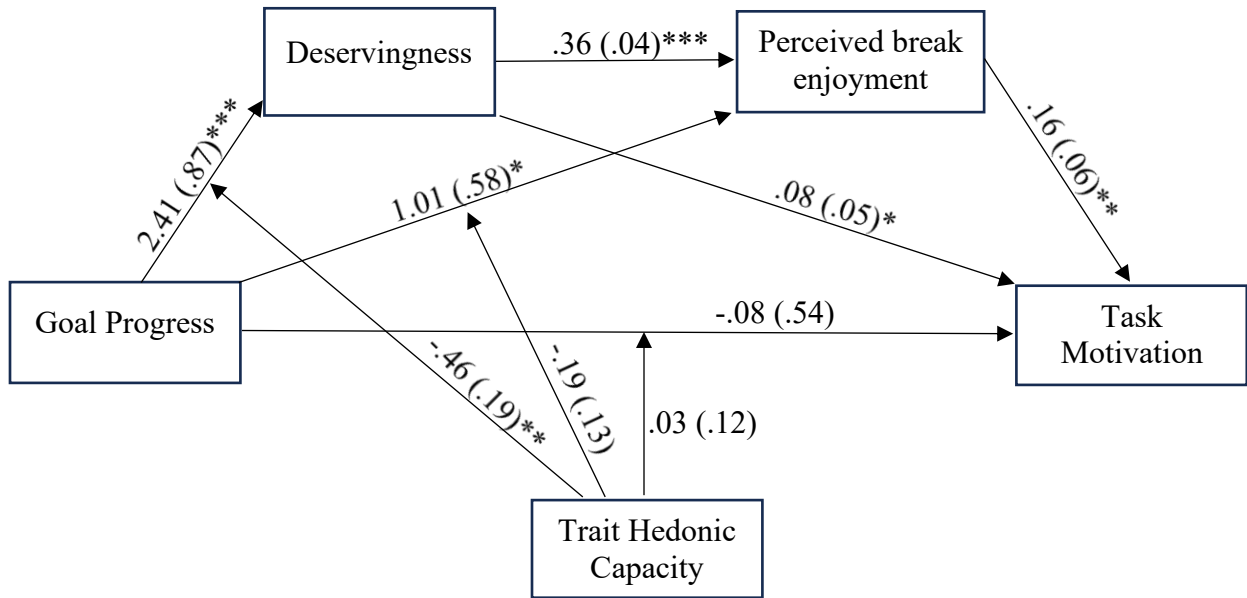 Deservingness
.36 (.04)***
Perceived break
enjoyment
2.41 (.87)***
1.01 (.58)*
.08 (.05)*
.16 (.06)**
Goal Progress
-.08 (.54)
Task
Motivation
-.46 (.19)**
-.19 (.13)
.03 (.12)
Trait Hedonic
Capacity